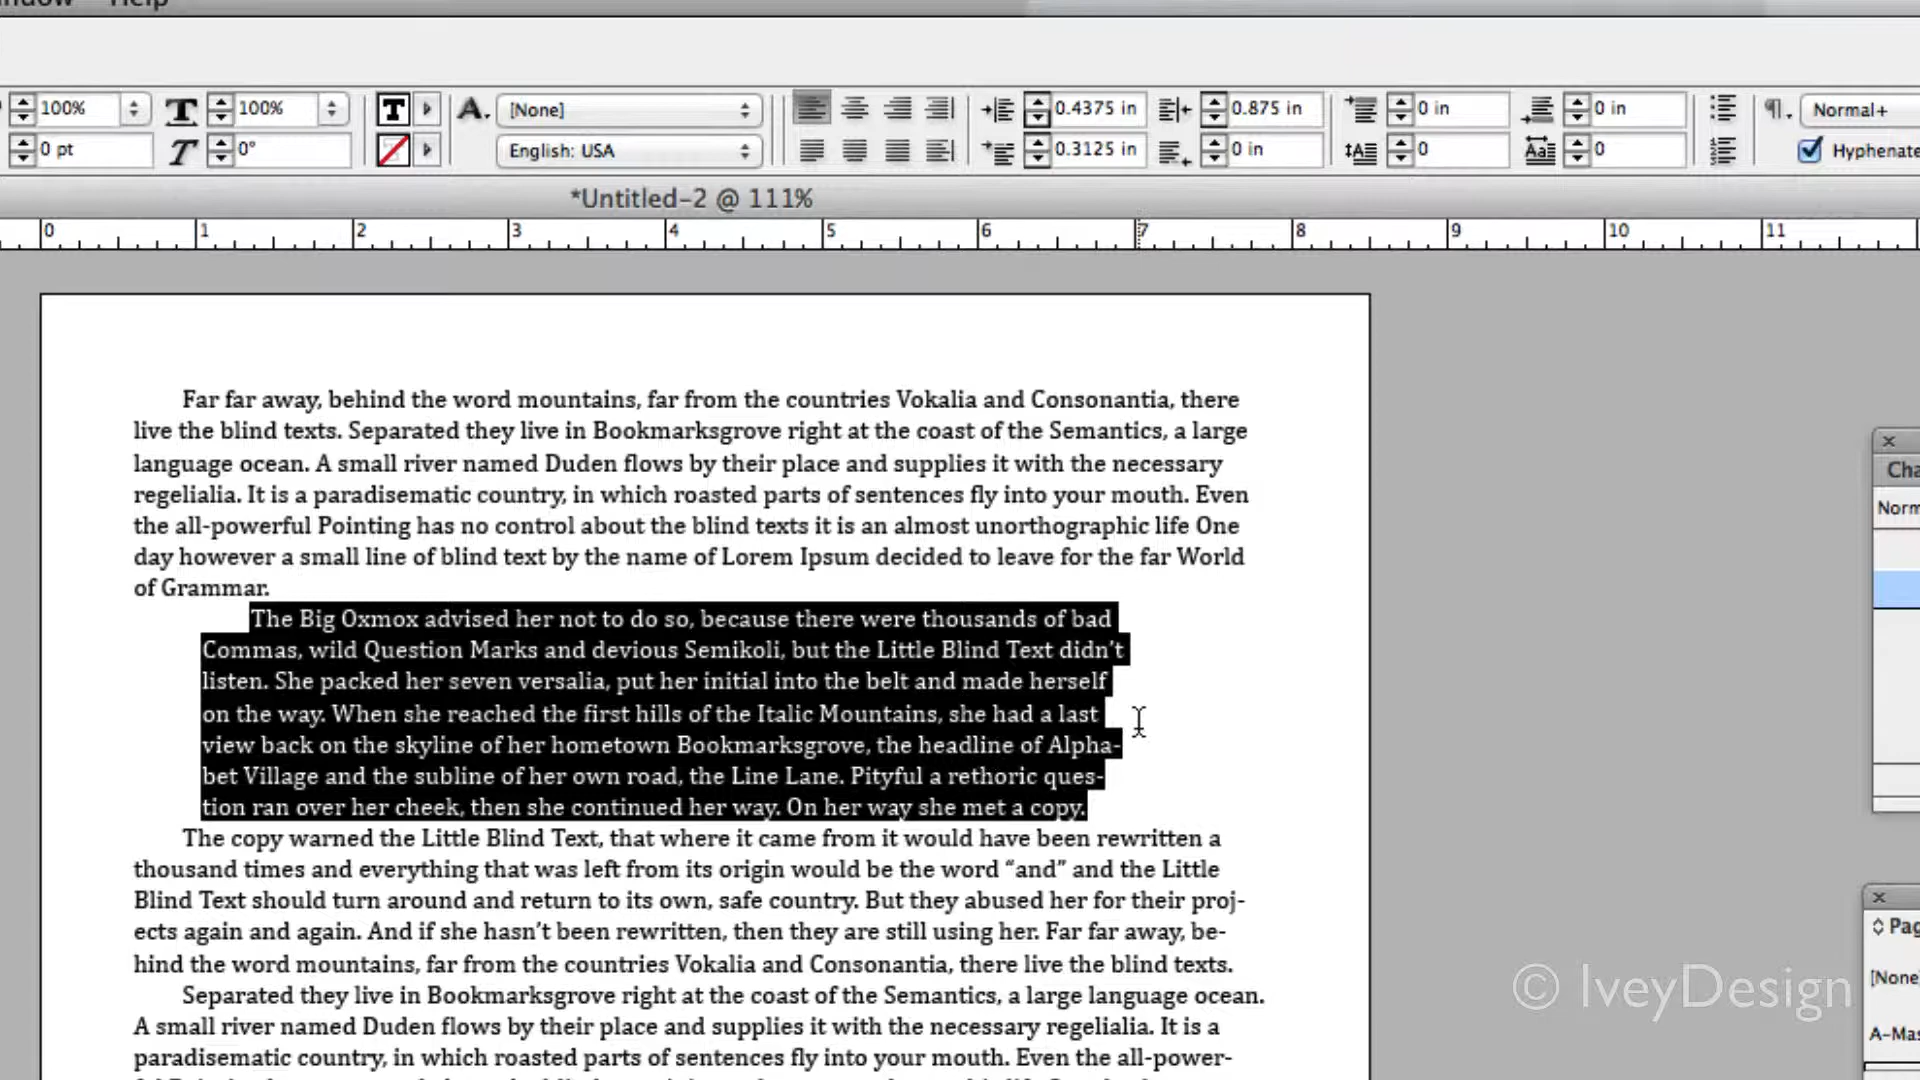 Help
100%
100%
[None]
0.4375 in
0.875 in
0 in
0 in
Normal+
0 pt
0°
English: USA
0.3125 in
0 in
0
0
Hyphenate
*Untitled-2 @ 111%
0 1 2 3 4 5 6 7 8 9 10 11
Far far away, behind the word mountains, far from the countries Vokalia and Consonantia, there
live the blind texts. Separated they live in Bookmarksgrove right at the coast of the Semantics, a large
language ocean. A small river named Duden flows by their place and supplies it with the necessary
regelialia. It is a paradisematic country, in which roasted parts of sentences fly into your mouth. Even
the all-powerful Pointing has no control about the blind texts it is an almost unorthographic life One
day however a small line of blind text by the name of Lorem Ipsum decided to leave for the far World
of Grammar.
The Big Oxmox advised her not to do so, because there were thousands of bad
Commas, wild Question Marks and devious Semikoli, but the Little Blind Text didn’t
listen. She packed her seven versalia, put her initial into the belt and made herself
on the way. When she reached the first hills of the Italic Mountains, she had a last
view back on the skyline of her hometown Bookmarksgrove, the headline of Alpha-
bet Village and the subline of her own road, the Line Lane. Pityful a rethoric ques-
tion ran over her cheek, then she continued her way. On her way she met a copy.
The copy warned the Little Blind Text, that where it came from it would have been rewritten a
thousand times and everything that was left from its origin would be the word “and” and the Little
Blind Text should turn around and return to its own, safe country. But they abused her for their proj-
ects again and again. And if she hasn’t been rewritten, then they are still using her. Far far away, be-
hind the word mountains, far from the countries Vokalia and Consonantia, there live the blind texts.
Separated they live in Bookmarksgrove right at the coast of the Semantics, a large language ocean.
A small river named Duden flows by their place and supplies it with the necessary regelialia. It is a
paradisematic country, in which roasted parts of sentences fly into your mouth. Even the all-power-
Cha
Norm
Pag
[None]
A-Mas
© IveyDesign